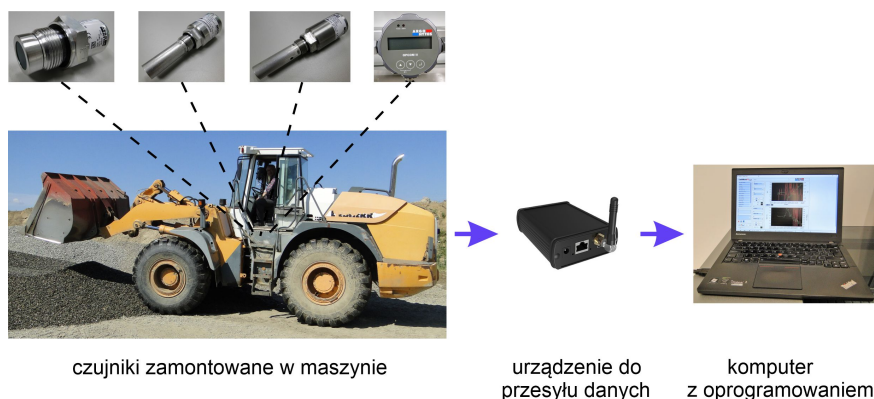 czujniki zamontowane w maszynie
urządzenie do
przesyłu danych
komputer
z oprogramowaniem